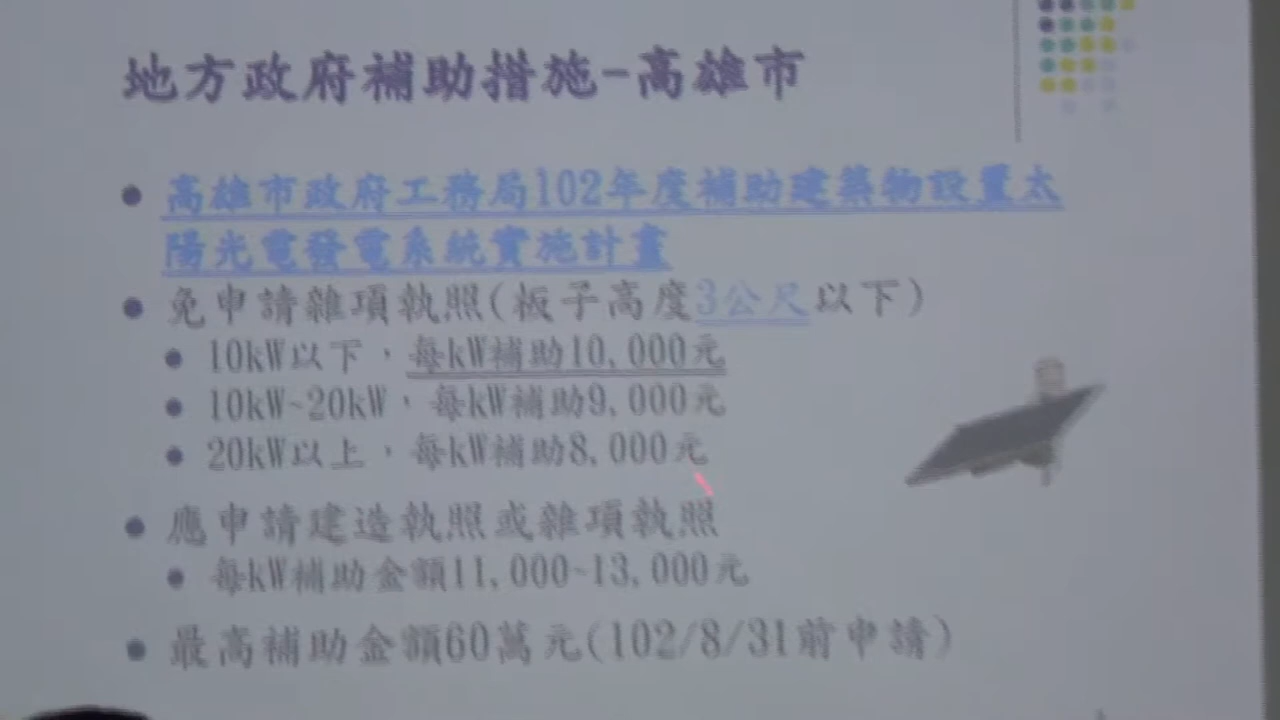 地方政府補助措施-高雄市
高雄市政府工務局102年度補助建築物設置太
陽光電發電系統實施計畫
免申請雜項執照(板子高度3公尺以下)
10kW以下，每kW補助10,000元
10kW~20kW，每kW補助9,000元
20kW以上，每kW補助8,000元
應申請建造執照或雜項執照
每kW補助金額11,000~13,000元
最高補助金額60萬元(102/8/31前申請)